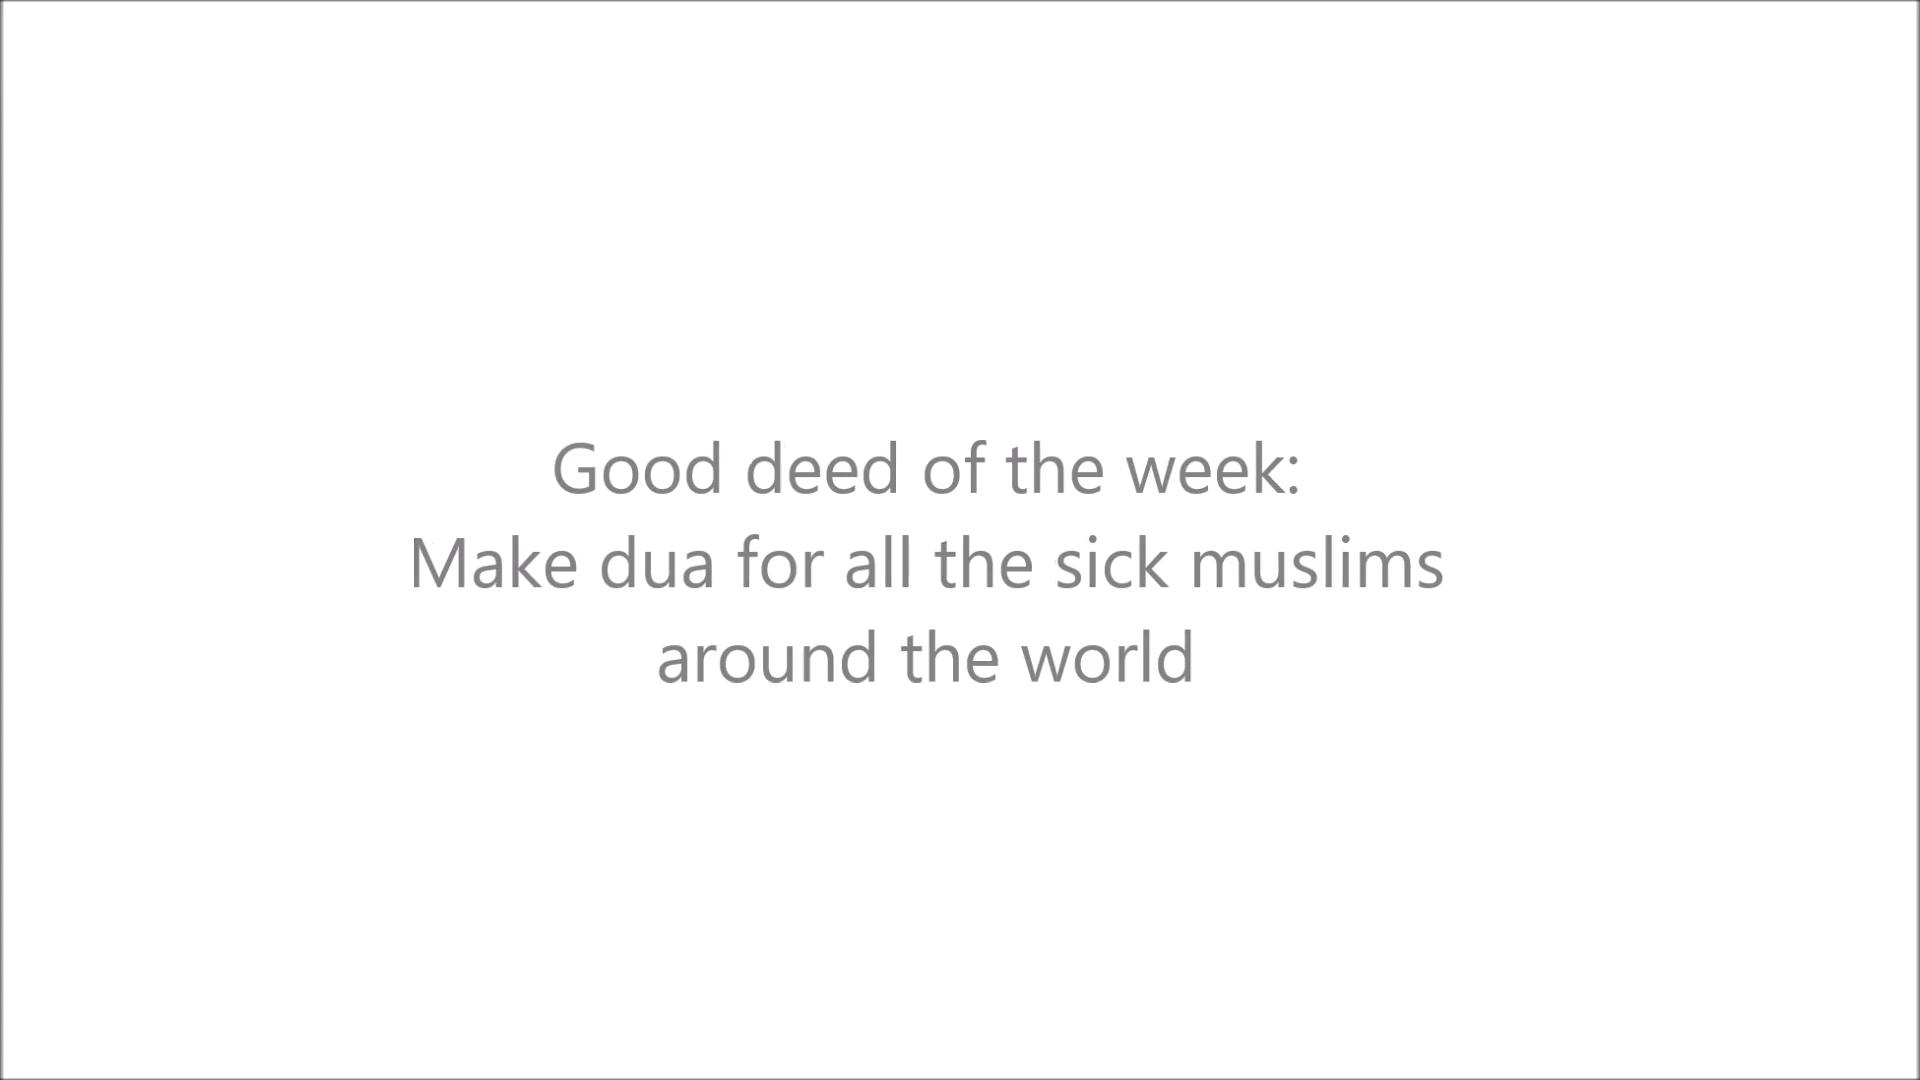 Good deed of the week:
Make dua for all the sick muslims
around the world